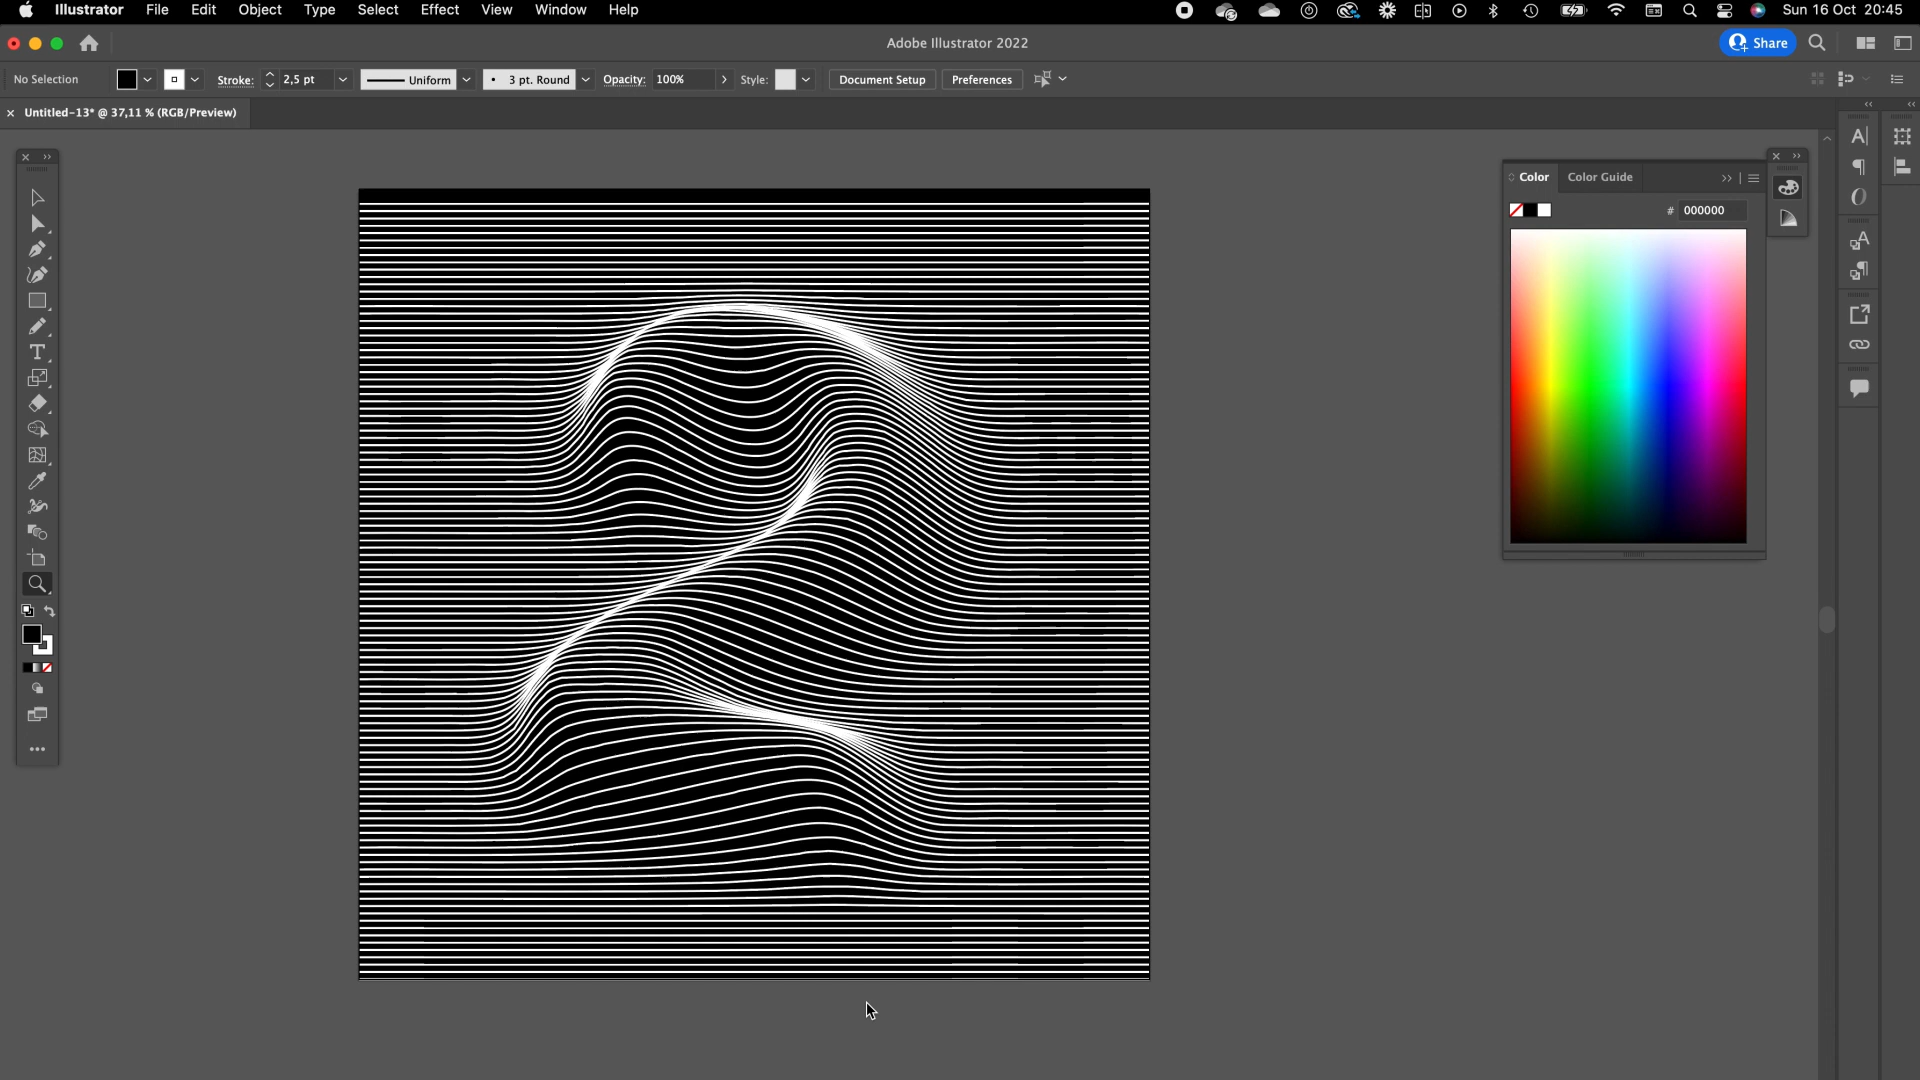 Illustrator File Edit Object Type Select Effect View Window Help Sun 16 Oct 20:45
Adobe Illustrator 2022 Share
No Selection Stroke: 2,5 pt Uniform 3 pt. Round Opacity: 100% Style: Document Setup Preferences
Untitled-13* @ 37,11 % (RGB/Preview)
Color Color Guide
# 000000